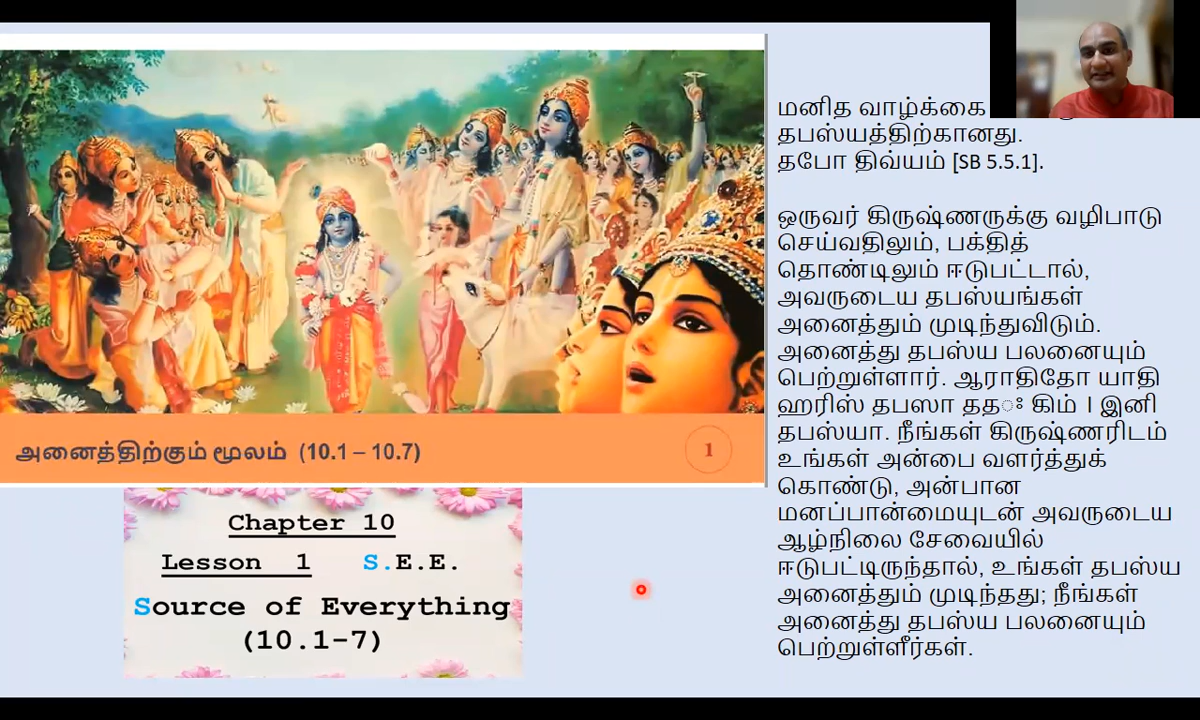 மனித வாழ்க்கை
தபஸ்யத்திற்கானது.
தபோ திவ்யம் [SB 5.5.1].
ஒருவர் கிருஷ்ணருக்கு வழிபாடு
செய்வதிலும், பக்தித்
தொண்டிலும் ஈடுபட்டால்,
அவருடைய தபஸ்யங்கள்
அனைத்தும் முடிந்துவிடும்.
அனைத்து தபஸ்ய பலனையும்
பெற்றுள்ளார். ஆராதிதோ யாதி
ஹரிஸ் தபஸா ததஃ கிம் । இனி
தபஸ்யா. நீங்கள் கிருஷ்ணரிடம்
உங்கள் அன்பை வளர்த்துக்
கொண்டு, அன்பான
மனப்பான்மையுடன் அவருடைய
ஆழ்நிலை சேவையில்
ஈடுபட்டிருந்தால், உங்கள் தபஸ்ய
அனைத்தும் முடிந்தது; நீங்கள்
அனைத்து தபஸ்ய பலனையும்
பெற்றுள்ளீர்கள்.
அனைத்திற்கும் மூலம் (10.1 – 10.7)
1
Chapter 10
Lesson 1 S.E.E.
Source of Everything
(10.1-7)